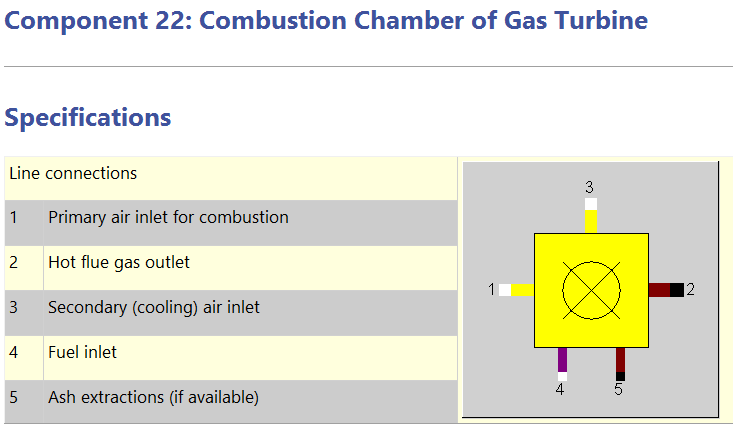 Component 22: Combustion Chamber of Gas Turbine
Specifications
Line connections
1 Primary air inlet for combustion
2 Hot flue gas outlet
3 Secondary (cooling) air inlet
4 Fuel inlet
5 Ash extractions (if available)
3
1 2
4 5